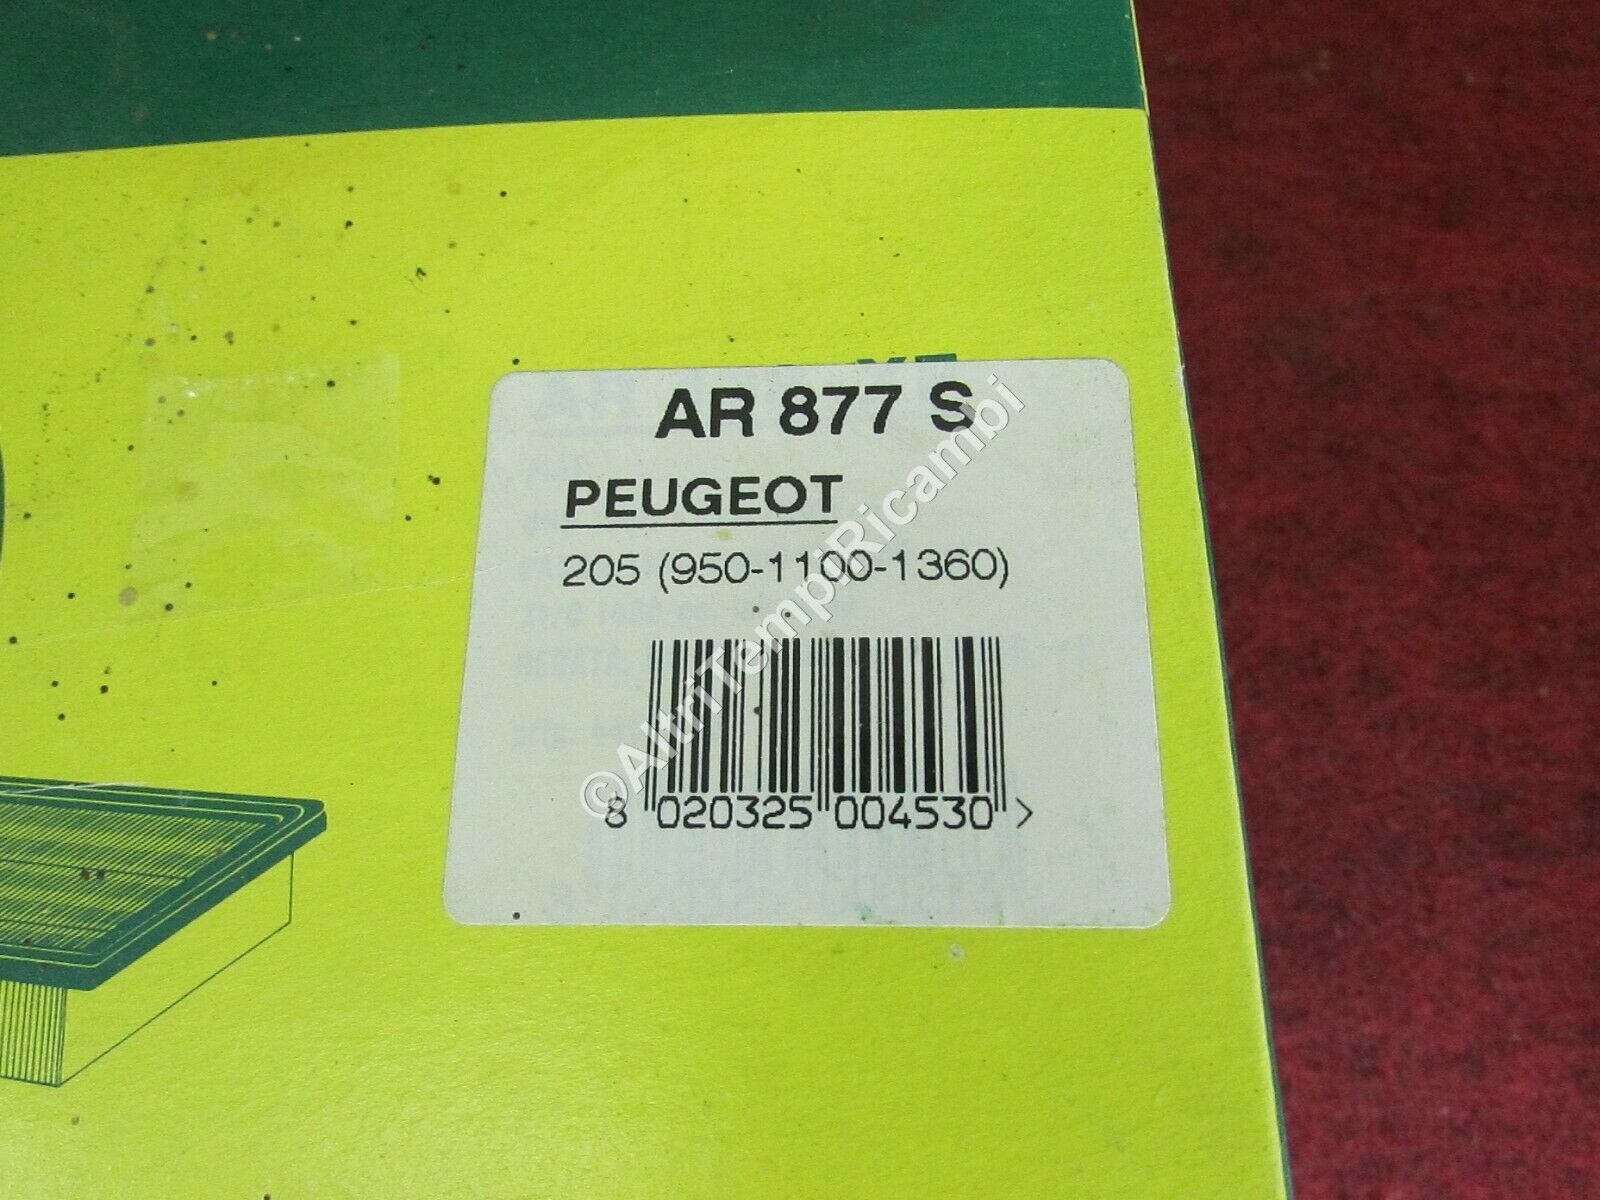 AR 877 S
PEUGEOT
205 (950-1100-1360)
8 020325 004530 >
©AltriTempiRicambi